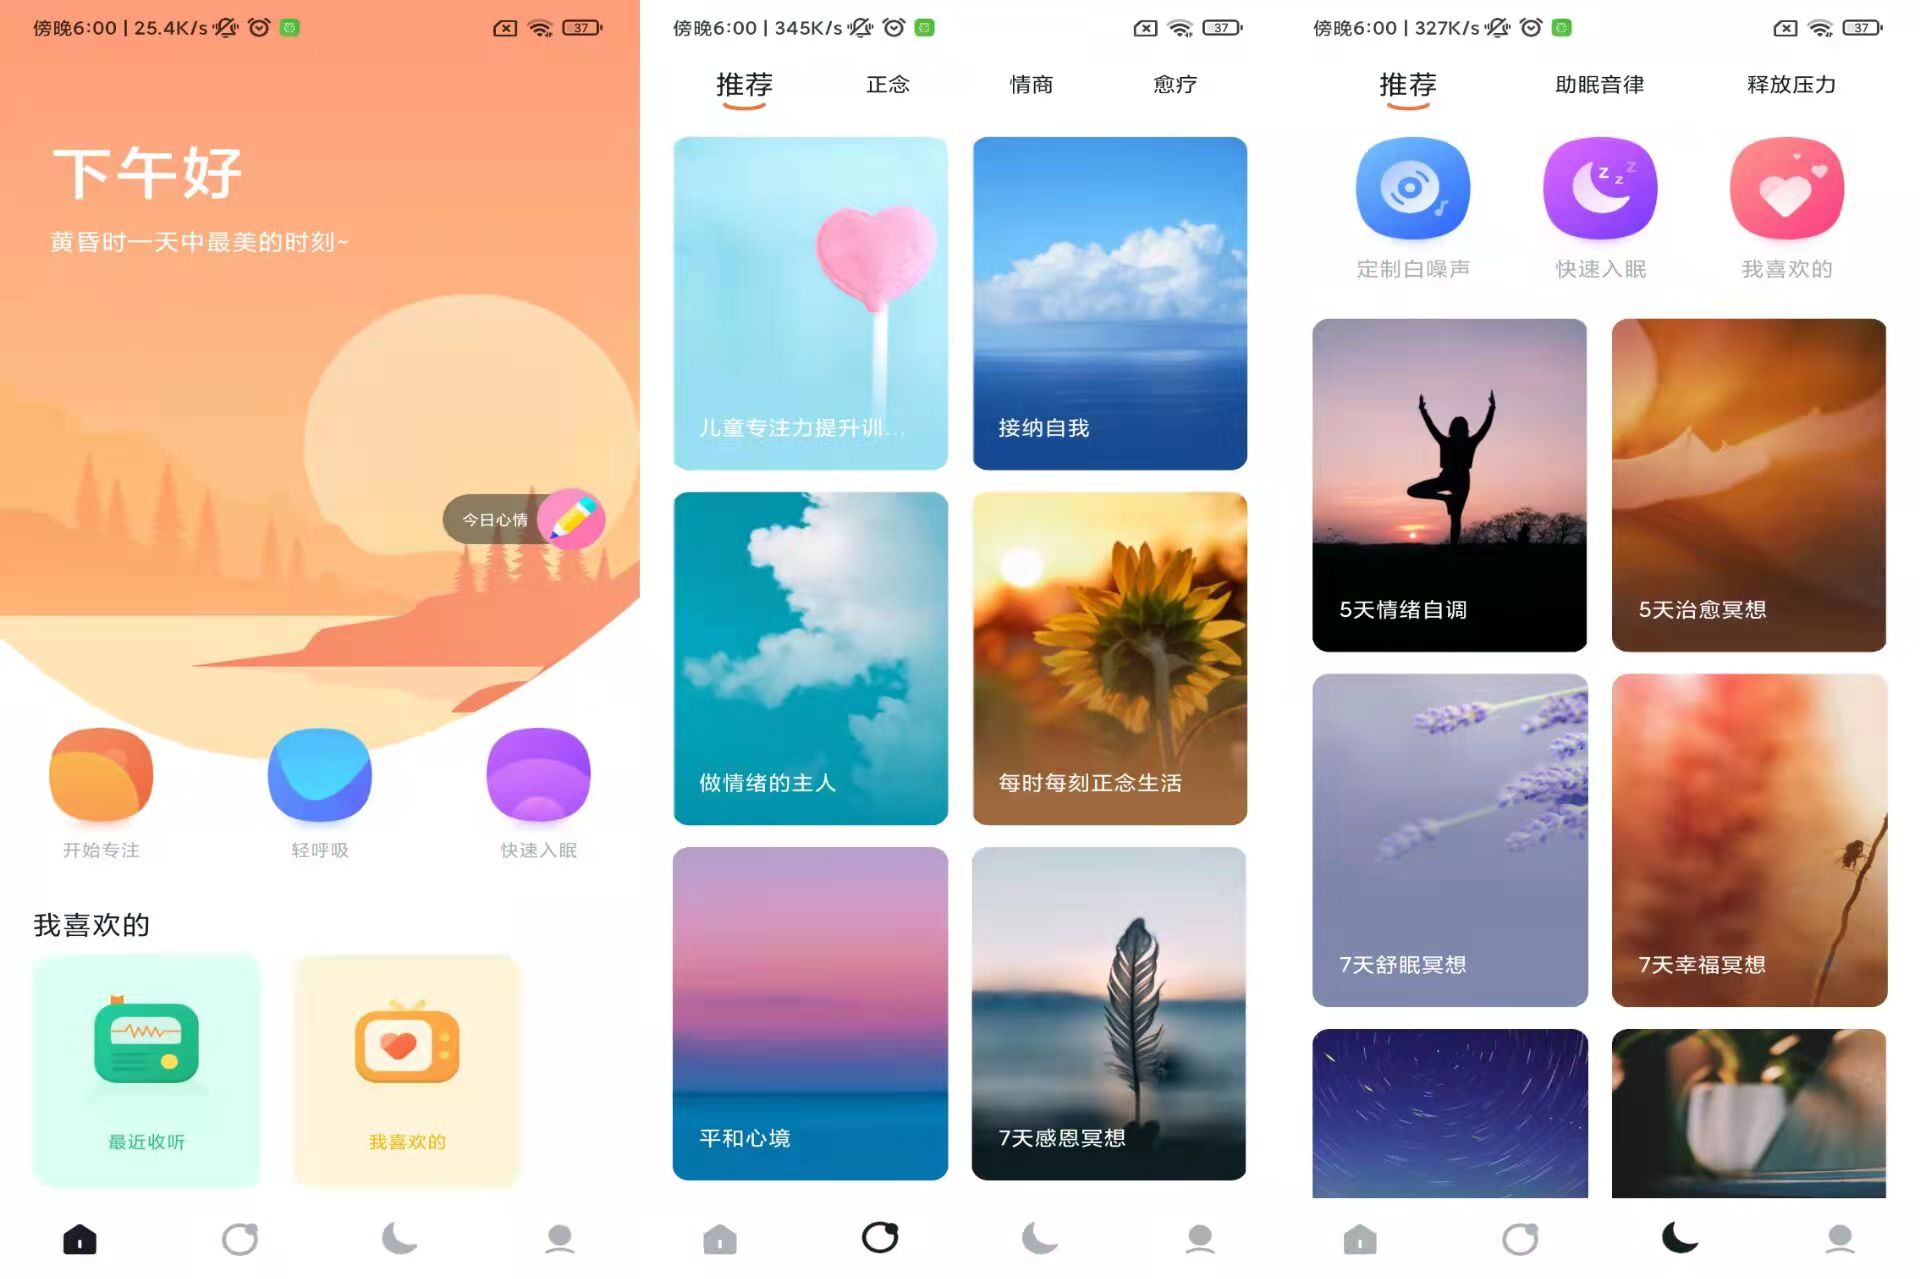 傍晚6:00 | 25.4K/s
37
下午好
黄昏时一天中最美的时刻~
今日心情
开始专注
轻呼吸
快速入眠
我喜欢的
最近收听
我喜欢的
傍晚6:00 | 345K/s
37
推荐
正念
情商
愈疗
儿童专注力提升训...
接纳自我
做情绪的主人
每时每刻正念生活
平和心境
7天感恩冥想
傍晚6:00 | 327K/s
37
推荐
助眠音律
释放压力
定制白噪声
快速入眠
我喜欢的
5天情绪自调
5天治愈冥想
7天舒眠冥想
7天幸福冥想